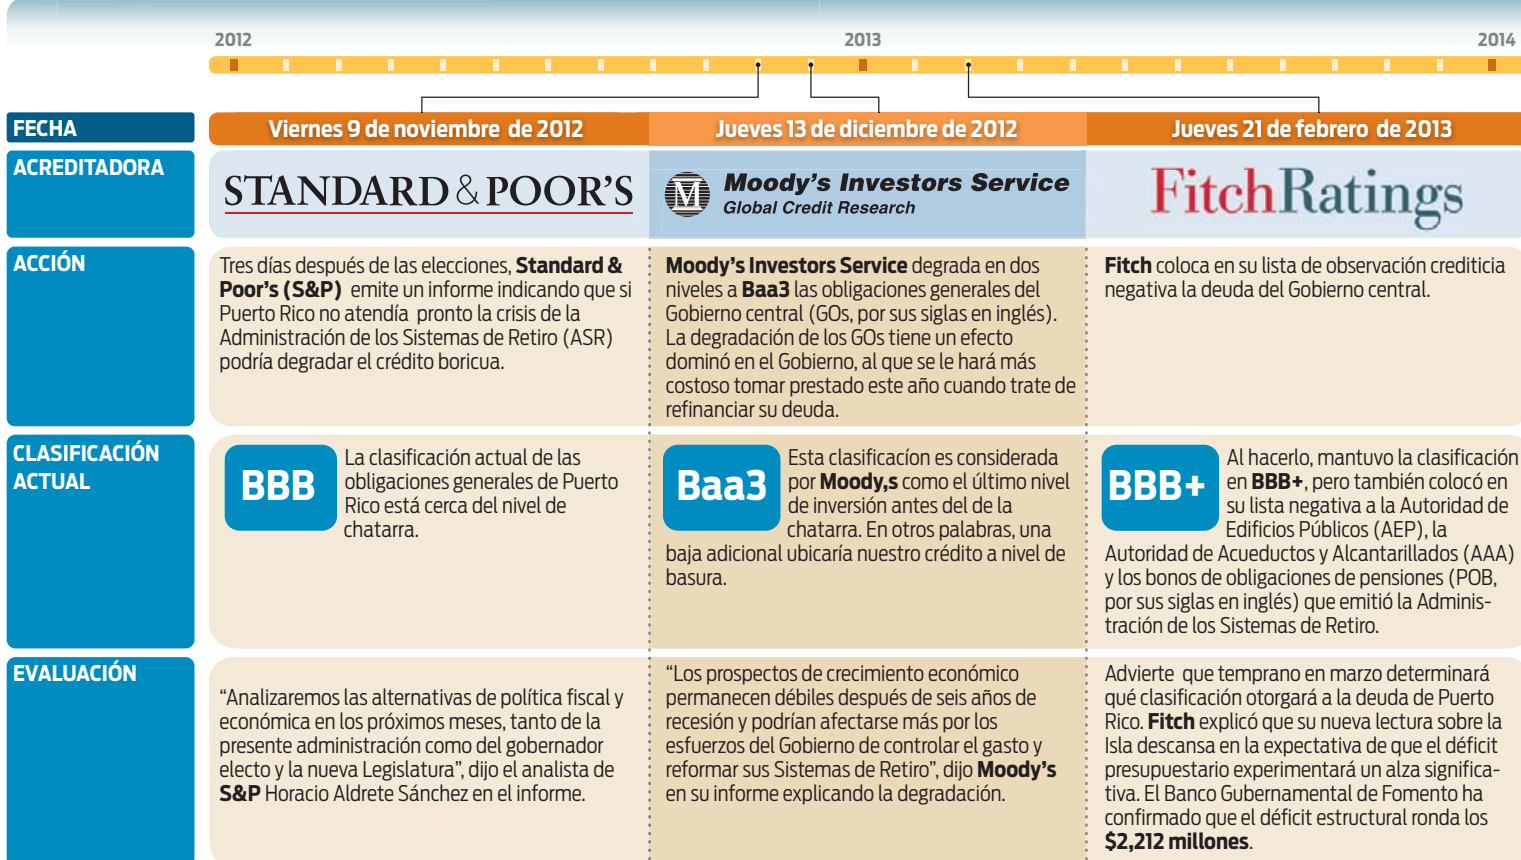 2012
2013
2014
FECHA
Viernes 9 de noviembre de 2012
Jueves 13 de diciembre de 2012
Jueves 21 de febrero de 2013
ACREDITADORA
STANDARD & POOR'S
M
Moody's Investors Service
Global Credit Research
FitchRatings
ACCIÓN
Tres días después de las elecciones, Standard &
Poor's (S&P) emite un informe indicando que si
Puerto Rico no atendía pronto la crisis de la
Administración de los Sistemas de Retiro (ASR)
podría degradar el crédito boricua.
Moody's Investors Service degrada en dos
niveles a Baa3 las obligaciones generales del
Gobierno central (GOs, por sus siglas en inglés).
La degradación de los GOs tiene un efecto
dominó en el Gobierno, al que se le hará más
costoso tomar prestado este año cuando trate de
refinanciar su deuda.
Fitch coloca en su lista de observación crediticia
negativa la deuda del Gobierno central.
CLASIFICACIÓN
ACTUAL
BBB
La clasificación actual de las
obligaciones generales de Puerto
Rico está cerca del nivel de
chatarra.
Baa3
Esta clasificacíon es considerada
por Moody,s como el último nivel
de inversión antes del de la
chatarra. En otros palabras, una
baja adicional ubicaría nuestro crédito a nivel de
basura.
BBB+
Al hacerlo, mantuvo la clasificación
en BBB+, pero también colocó en
su lista negativa a la Autoridad de
Edificios Públicos (AEP), la
Autoridad de Acueductos y Alcantarillados (AAA)
y los bonos de obligaciones de pensiones (POB,
por sus siglas en inglés) que emitió la Adminis-
tración de los Sistemas de Retiro.
EVALUACIÓN
“Analizaremos las alternativas de política fiscal y
económica en los próximos meses, tanto de la
presente administración como del gobernador
electo y la nueva Legislatura”, dijo el analista de
S&P Horacio Aldrete Sánchez en el informe.
“Los prospectos de crecimiento económico
permanecen débiles después de seis años de
recesión y podrían afectarse más por los
esfuerzos del Gobierno de controlar el gasto y
reformar sus Sistemas de Retiro”, dijo Moody's
en su informe explicando la degradación.
Advierte que temprano en marzo determinará
qué clasificación otorgará a la deuda de Puerto
Rico. Fitch explicó que su nueva lectura sobre la
Isla descansa en la expectativa de que el déficit
presupuestario experimentará un alza significa-
tiva. El Banco Gubernamental de Fomento ha
confirmado que el déficit estructural ronda los
$2,212 millones.